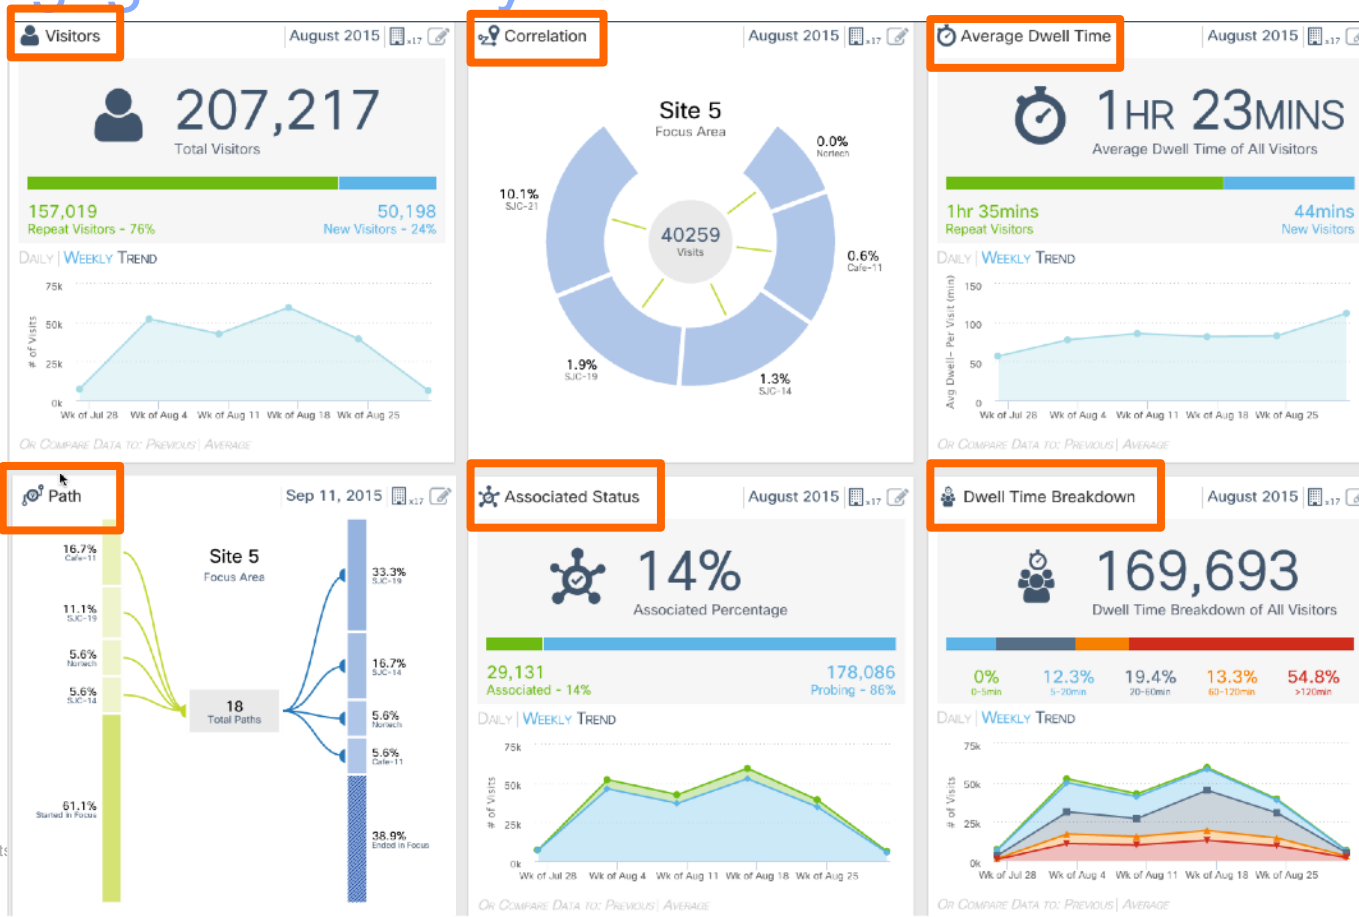 Visitors
August 2015
x17
207,217
Total Visitors
157,019
Repeat Visitors - 76%
50,198
New Visitors - 24%
DAILY | WEEKLY TREND
75k
50k
25k
0k
# of Visits
Wk of Jul 28 Wk of Aug 4 Wk of Aug 11 Wk of Aug 18 Wk of Aug 25
OR COMPARE DATA TO: PREVIOUS | AVERAGE
Correlation
August 2015
x17
Site 5
Focus Area
0.0%
Nortech
10.1%
SJC-21
40259
Visits
0.6%
Cafe-11
1.9%
SJC-19
1.3%
SJC-14
Average Dwell Time
August 2015
x17
1HR 23MINS
Average Dwell Time of All Visitors
1hr 35mins
Repeat Visitors
44mins
New Visitors
DAILY | WEEKLY TREND
150
100
50
0
Avg Dwell- Per Visit (min)
Wk of Jul 28 Wk of Aug 4 Wk of Aug 11 Wk of Aug 18 Wk of Aug 25
OR COMPARE DATA TO: PREVIOUS | AVERAGE
Path
Sep 11, 2015
x17
Site 5
Focus Area
16.7%
Cafe-11
11.1%
SJC-19
5.6%
Nortech
5.6%
SJC-14
61.1%
Started in Focus
18
Total Paths
33.3%
SJC-19
16.7%
SJC-14
5.6%
Nortech
5.6%
Cafe-11
38.9%
Ended in Focus
Associated Status
August 2015
x17
14%
Associated Percentage
29,131
Associated - 14%
178,086
Probing - 86%
DAILY | WEEKLY TREND
75k
50k
25k
0k
# of Visits
Wk of Jul 28 Wk of Aug 4 Wk of Aug 11 Wk of Aug 18 Wk of Aug 25
OR COMPARE DATA TO: PREVIOUS | AVERAGE
Dwell Time Breakdown
August 2015
x17
169,693
Dwell Time Breakdown of All Visitors
0% 12.3% 19.4% 13.3% 54.8%
0-5min 5-20min 20-60min 60-120min >120min
DAILY | WEEKLY TREND
75k
50k
25k
0k
# of Visits
Wk of Jul 28 Wk of Aug 4 Wk of Aug 11 Wk of Aug 18 Wk of Aug 25
OR COMPARE DATA TO: PREVIOUS | AVERAGE